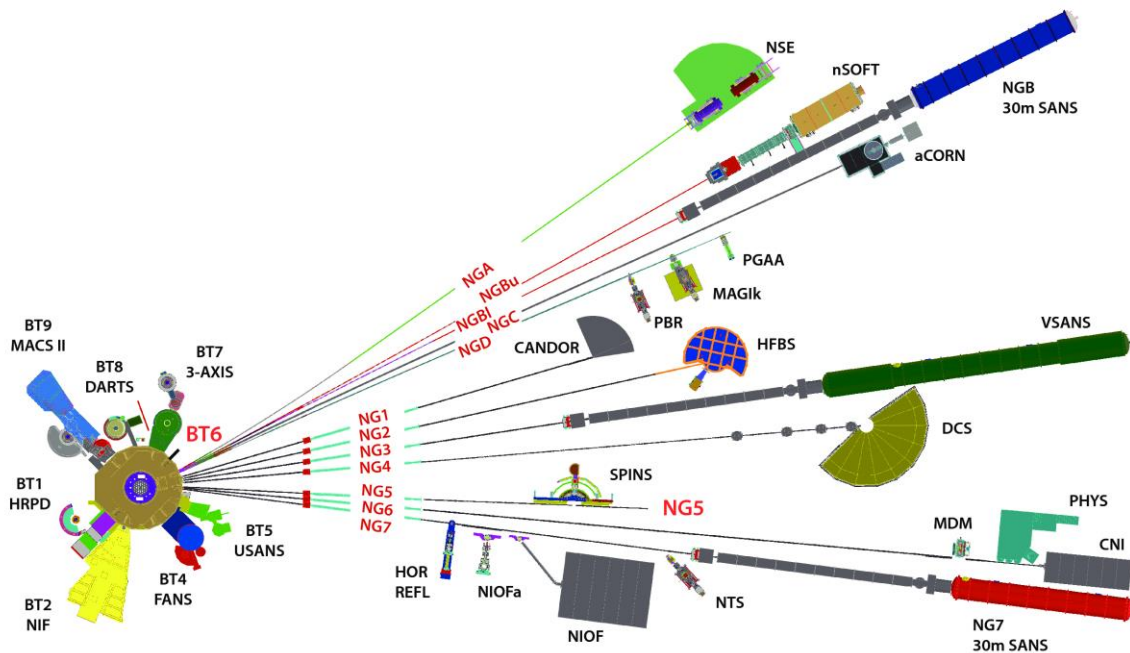 NSE
nSOFT
NGB
30m SANS
aCORN
NGA
NGBu
NGBl
NGC
NGD
PGAA
MAGIk
PBR
CANDOR
HFBS
VSANS
BT9
MACS II
BT8
DARTS
BT7
3-AXIS
BT6
NG1
NG2
NG3
NG4
DCS
BT1
HRPD
SPINS
NG5
NG6
NG7
NG5
PHYS
MDM
CNI
BT5
USANS
BT4
FANS
BT2
NIF
HOR
REFL
NIOFa
NIOF
NTS
NG7
30m SANS